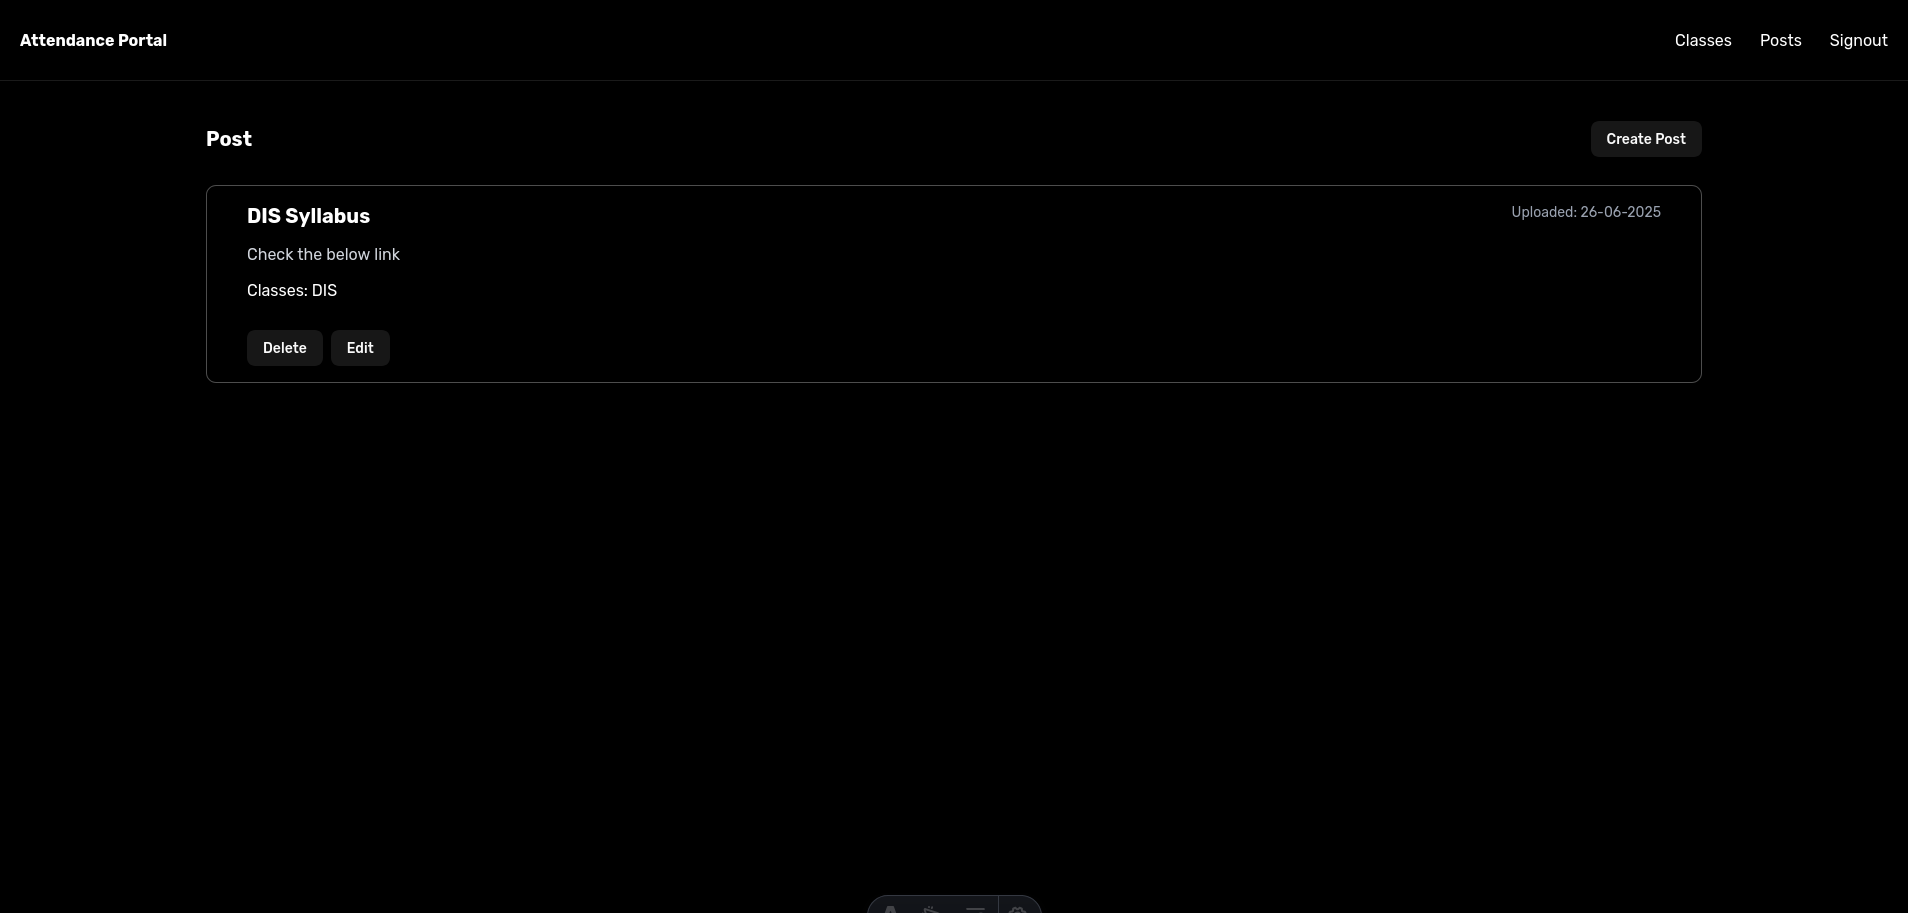 Attendance Portal
Classes
Posts
Signout
Post
Create Post
DIS Syllabus
Uploaded: 26-06-2025
Check the below link
Classes: DIS
Delete
Edit